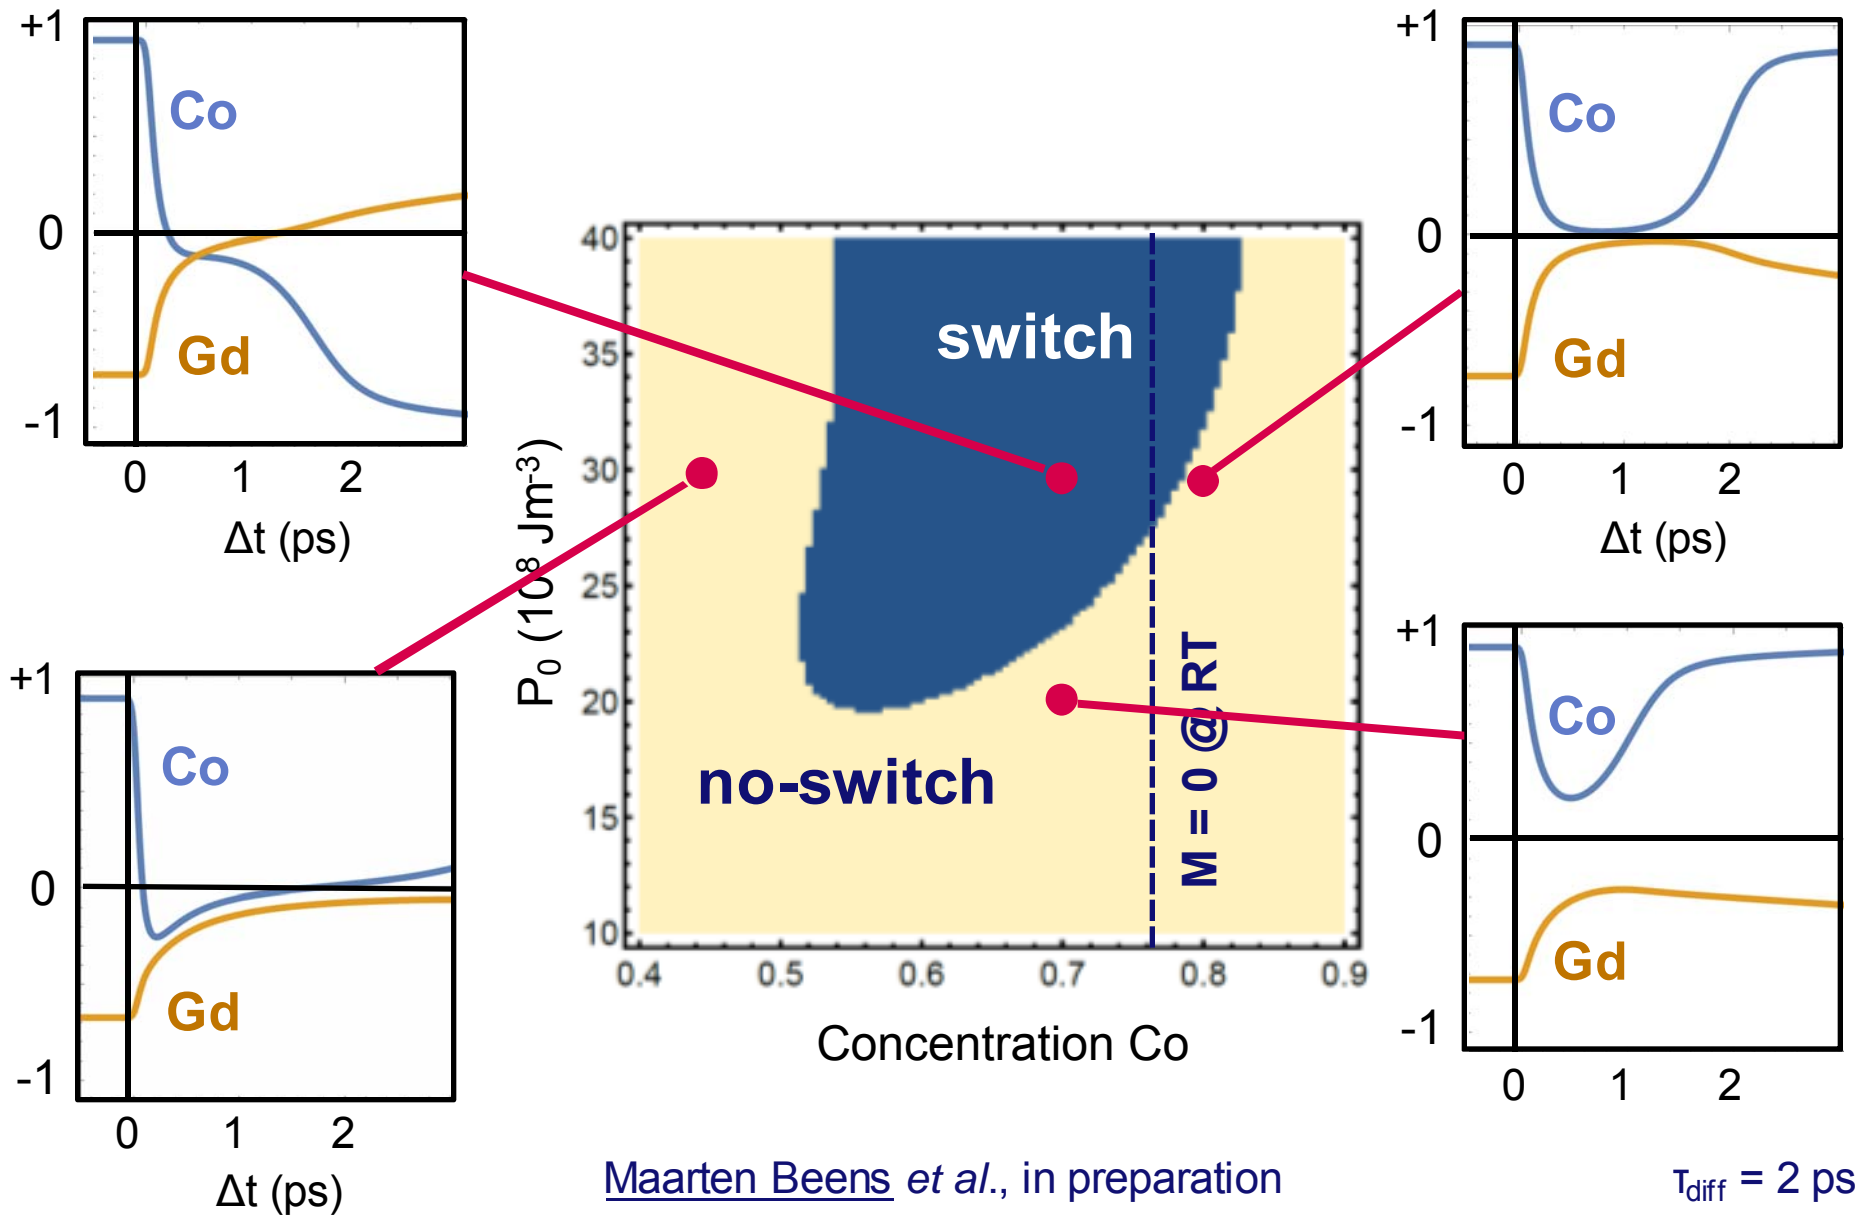 +1
Co
0
Gd
-1
0 1 2
Δt (ps)
+1
Co
0
Gd
-1
0 1 2
Δt (ps)
40
35
30
25
20
15
10
P0 (10^8 Jm^-3)
switch
no-switch
M = 0 @ RT
0.4 0.5 0.6 0.7 0.8 0.9
Concentration Co
+1
Co
0
Gd
-1
0 1 2
Δt (ps)
+1
Co
0
Gd
-1
0 1 2
Maarten Beens et al., in preparation
τdiff = 2 ps